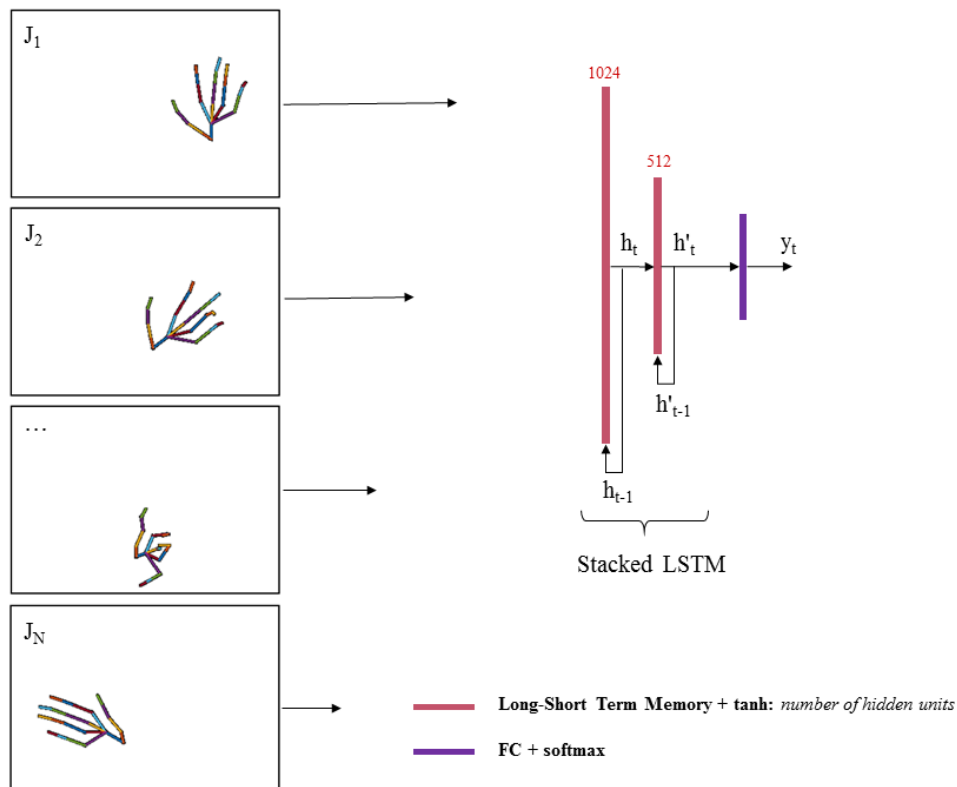 J1
J2
…
JN
1024
512
ht
h't
yt
h't-1
ht-1
Stacked LSTM
Long-Short Term Memory + tanh: number of hidden units
FC + softmax